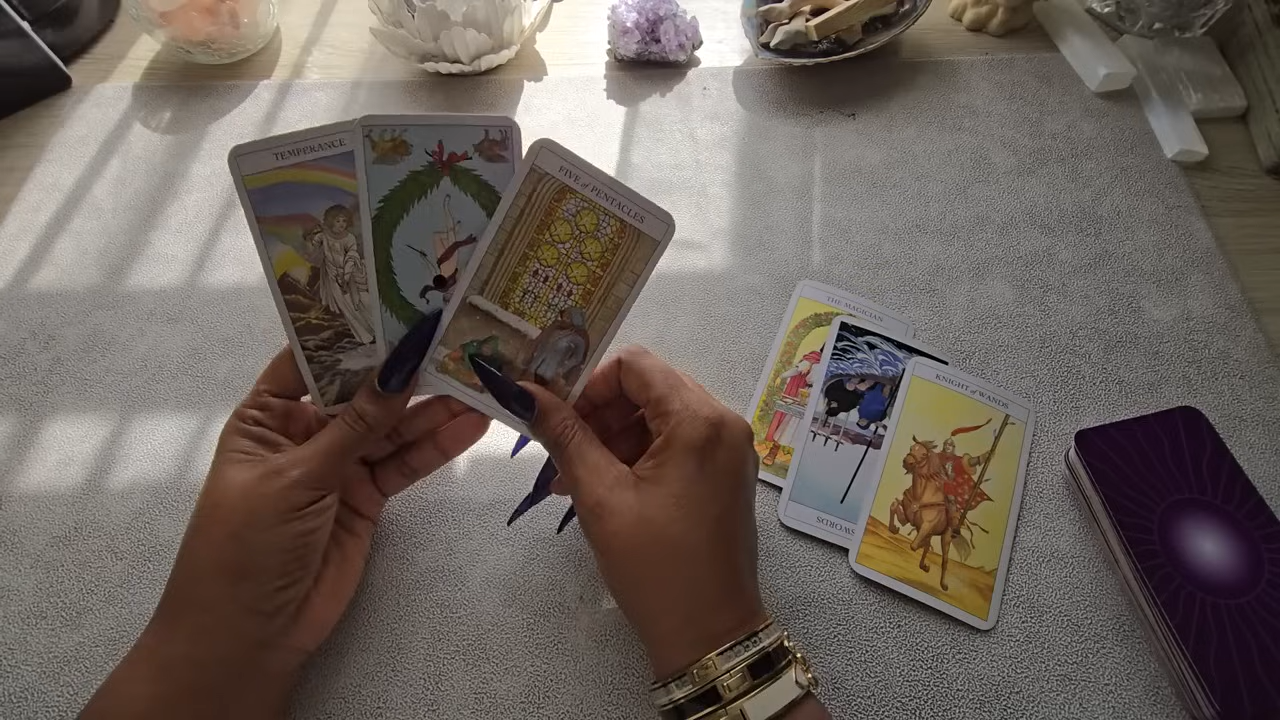 TEMPERANCE
FIVE of PENTACLES
THE MAGICIAN
SWORDS
KNIGHT of WANDS